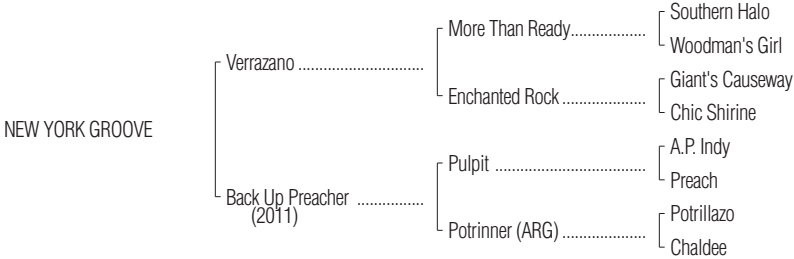 Southern Halo
More Than Ready...................
Woodman's Girl
Verrazano ..............................
Giant's Causeway
Enchanted Rock ....................
Chic Shirine
NEW YORK GROOVE
A.P. Indy
Pulpit ....................................
Preach
Back Up Preacher ................
(2011)
Potrillazo
Potrinner (ARG) ....................
Chaldee